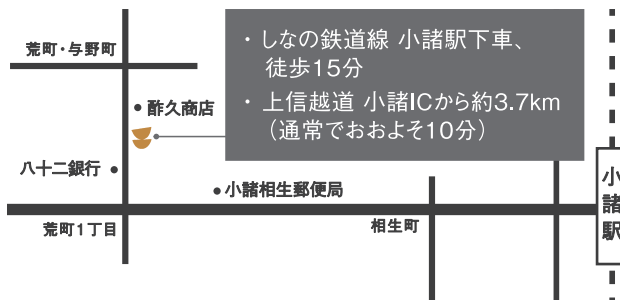 荒町・与野町
・しなの鉄道線 小諸駅下車、
徒歩15分
・上信越道 小諸ICから約3.7km
（通常でおおよそ10分）
酢久商店
八十二銀行
小諸相生郵便局
荒町1丁目
相生町
小諸駅